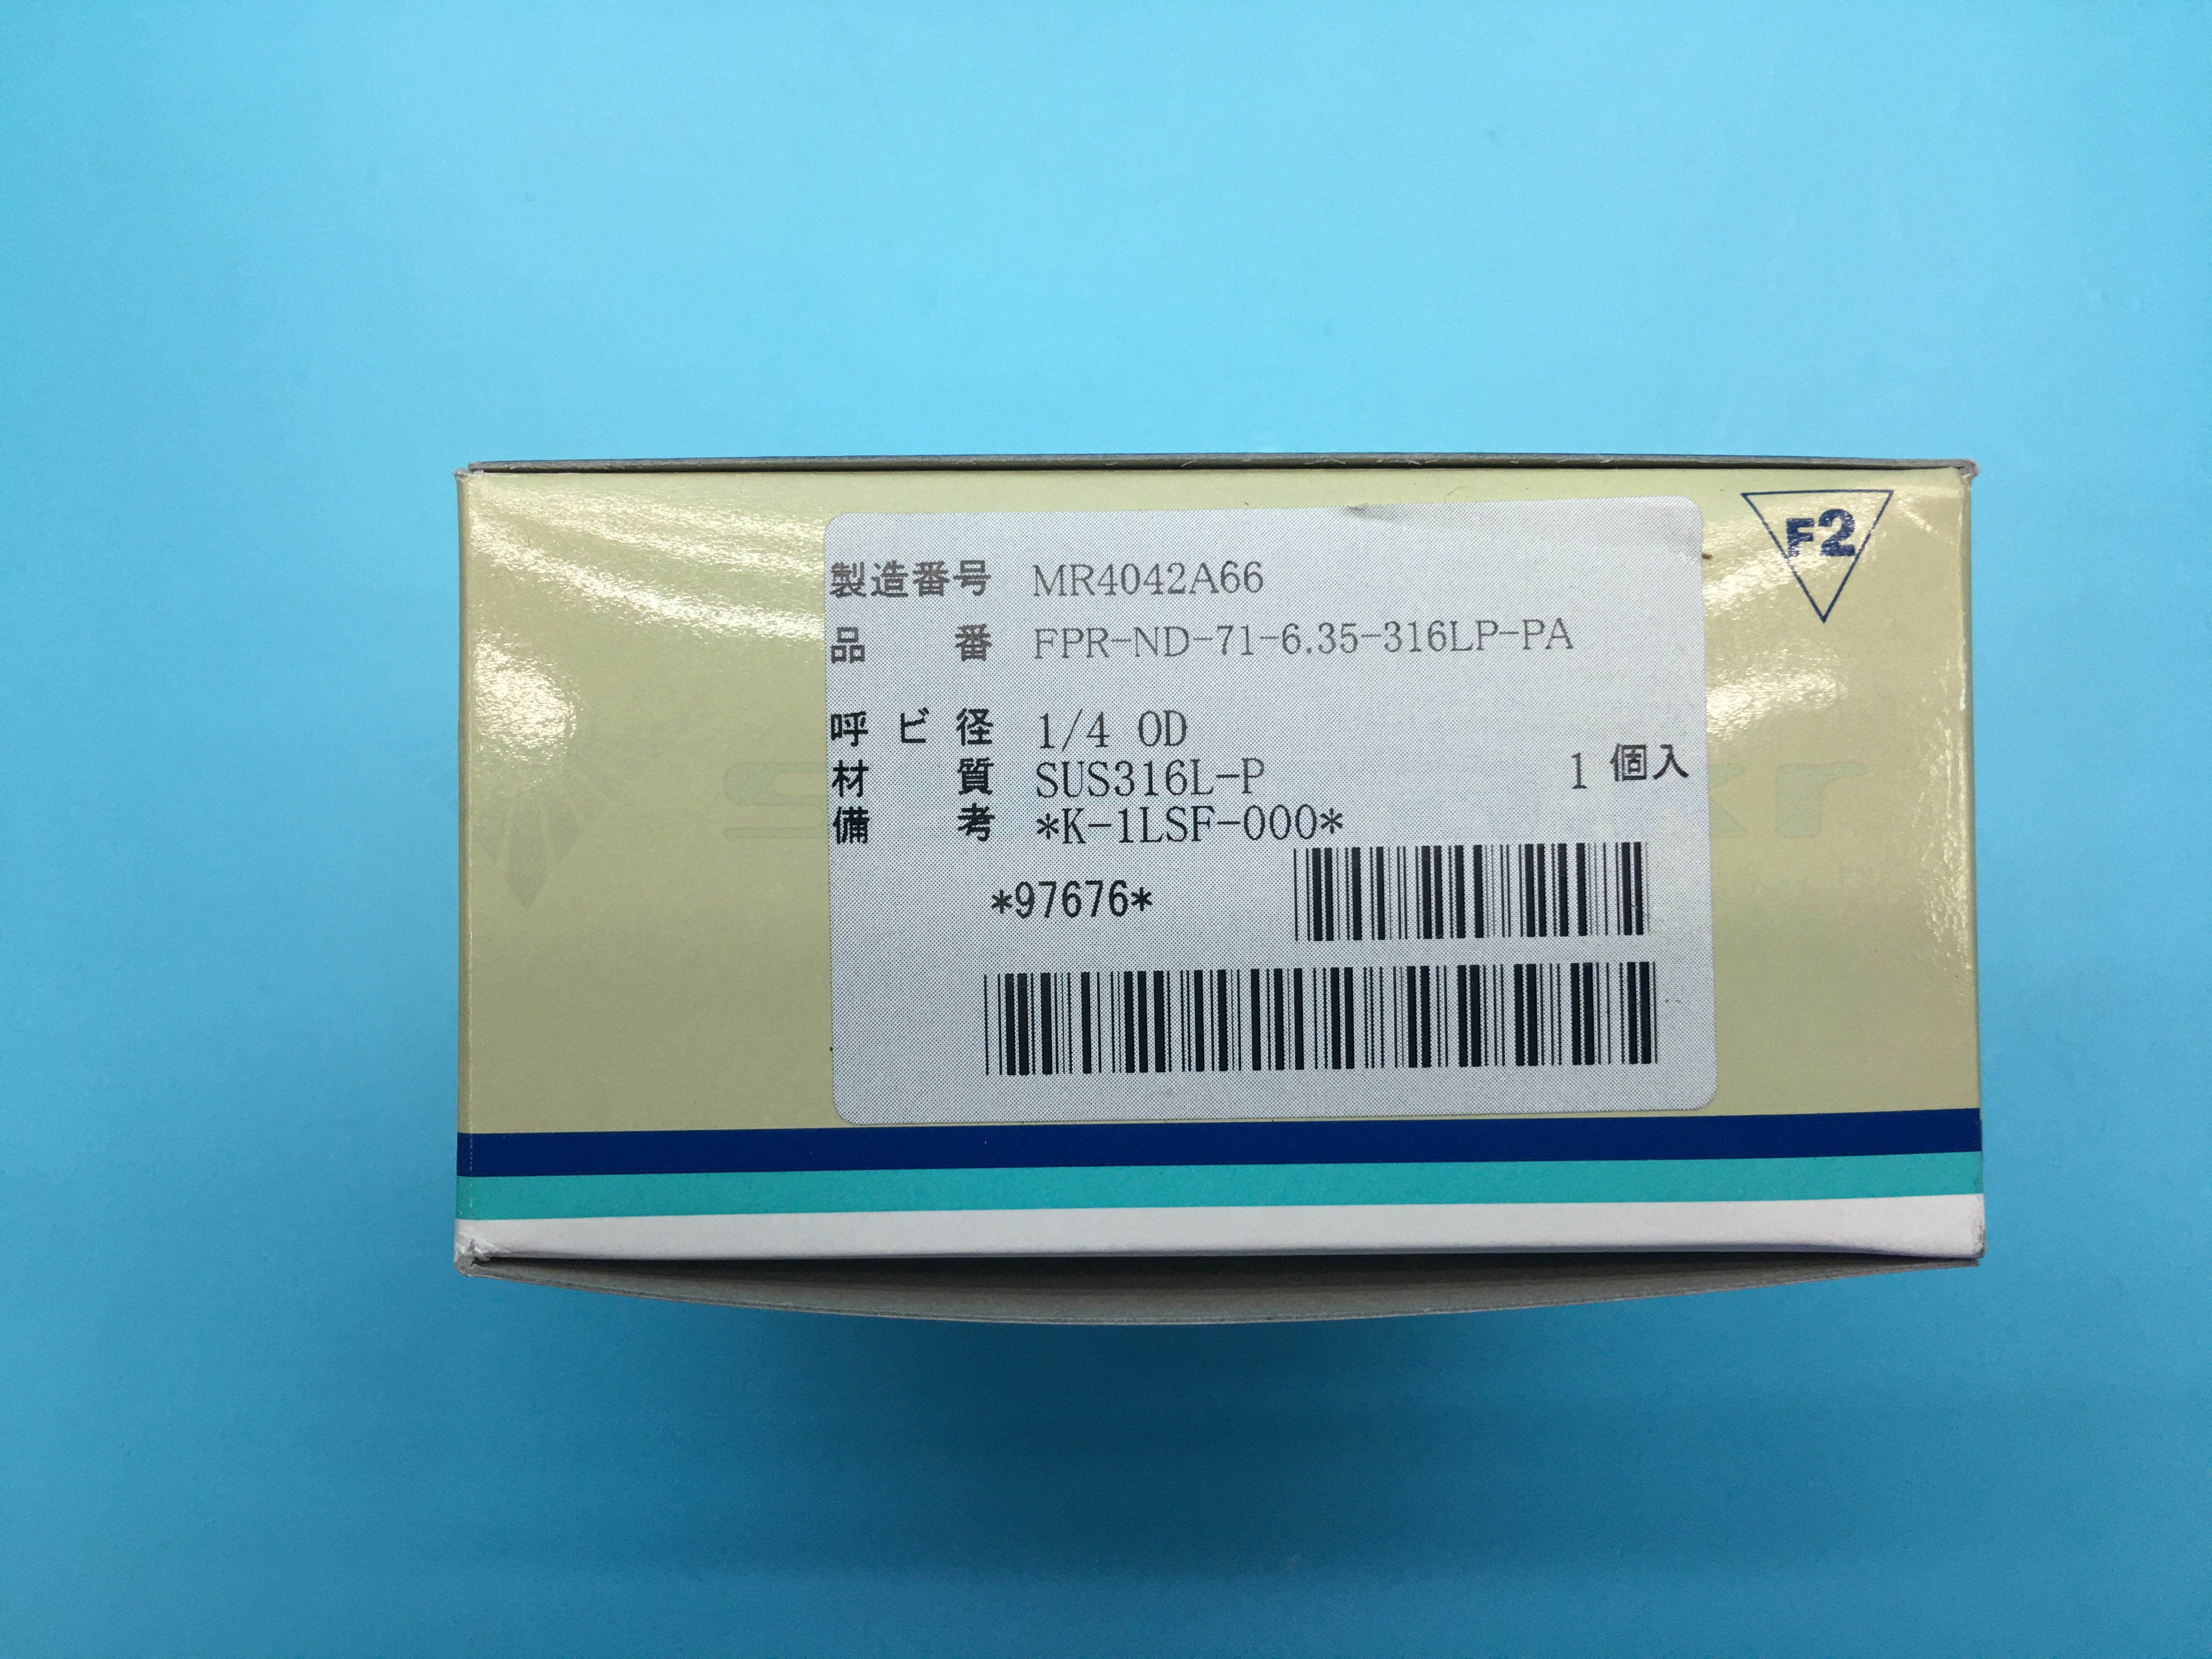 F2
製造番号 MR4042A66
品番 FPR-ND-71-6.35-316LP-PA
呼ビ径 1/4 OD
材質 SUS316L-P 1個入
備考 *K-1LSF-000*
*97676*